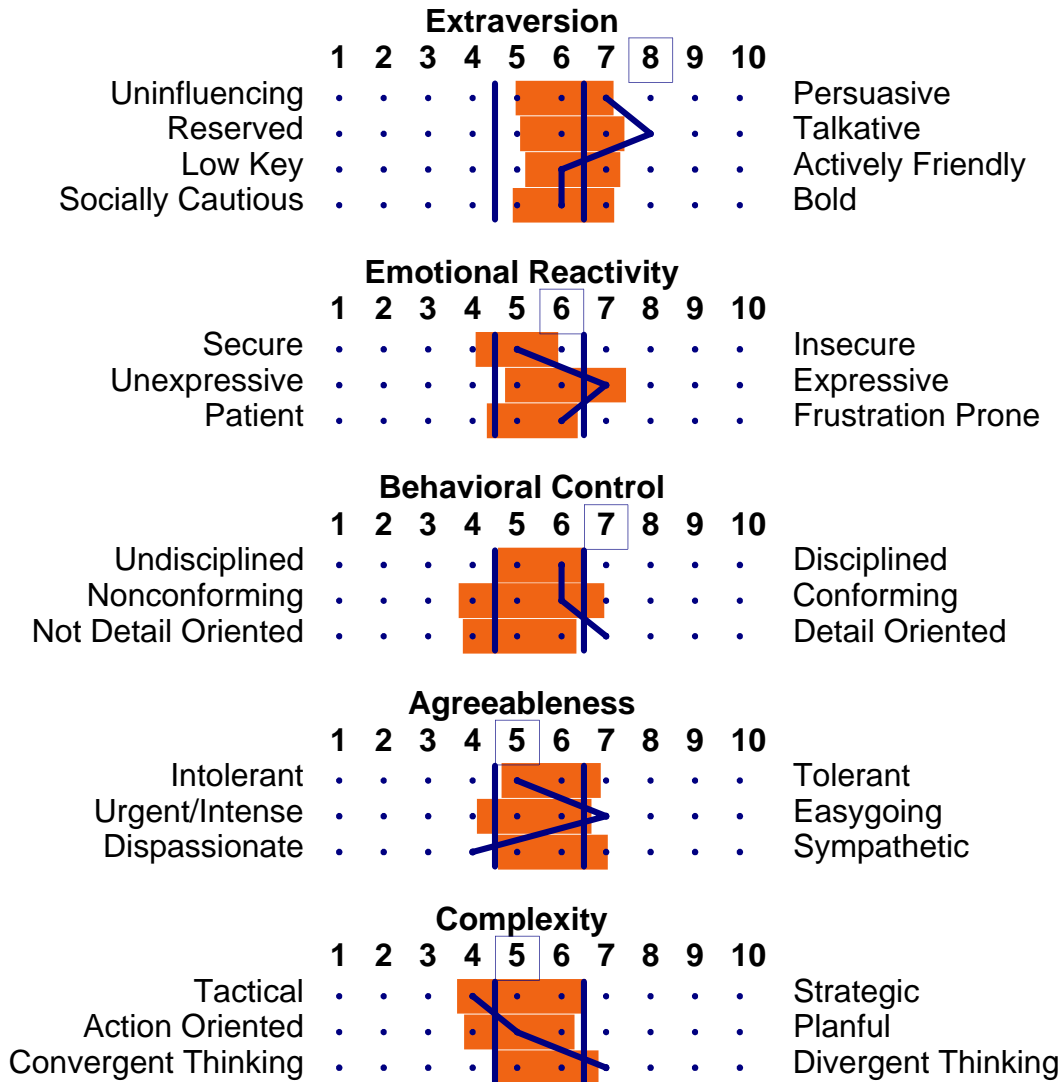 Extraversion
1 2 3 4 5 6 7 8 9 10
Uninfluencing Persuasive
Reserved Talkative
Low Key Actively Friendly
Socially Cautious Bold
Emotional Reactivity
1 2 3 4 5 6 7 8 9 10
Secure Insecure
Unexpressive Expressive
Patient Frustration Prone
Behavioral Control
1 2 3 4 5 6 7 8 9 10
Undisciplined Disciplined
Nonconforming Conforming
Not Detail Oriented Detail Oriented
Agreeableness
1 2 3 4 5 6 7 8 9 10
Intolerant Tolerant
Urgent/Intense Easygoing
Dispassionate Sympathetic
Complexity
1 2 3 4 5 6 7 8 9 10
Tactical Strategic
Action Oriented Planful
Convergent Thinking Divergent Thinking